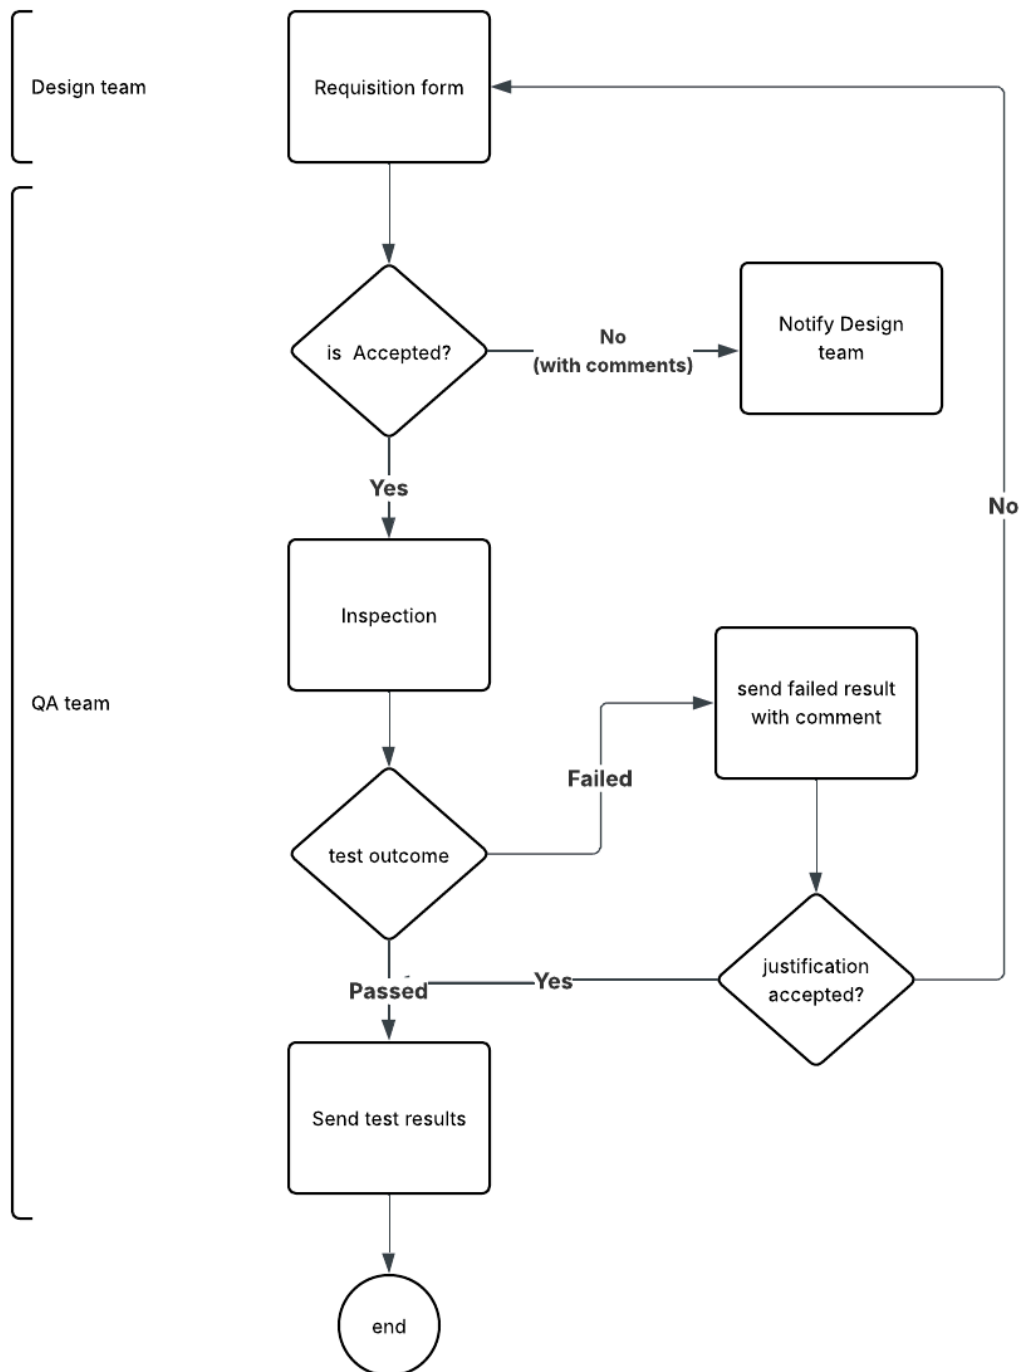 Design team
Requisition form
is  Accepted?
No
(with comments)
Notify Design
team
Yes
No
Inspection
QA team
send failed result
with comment
Failed
test outcome
justification
accepted?
Passed
Yes
Send test results
end